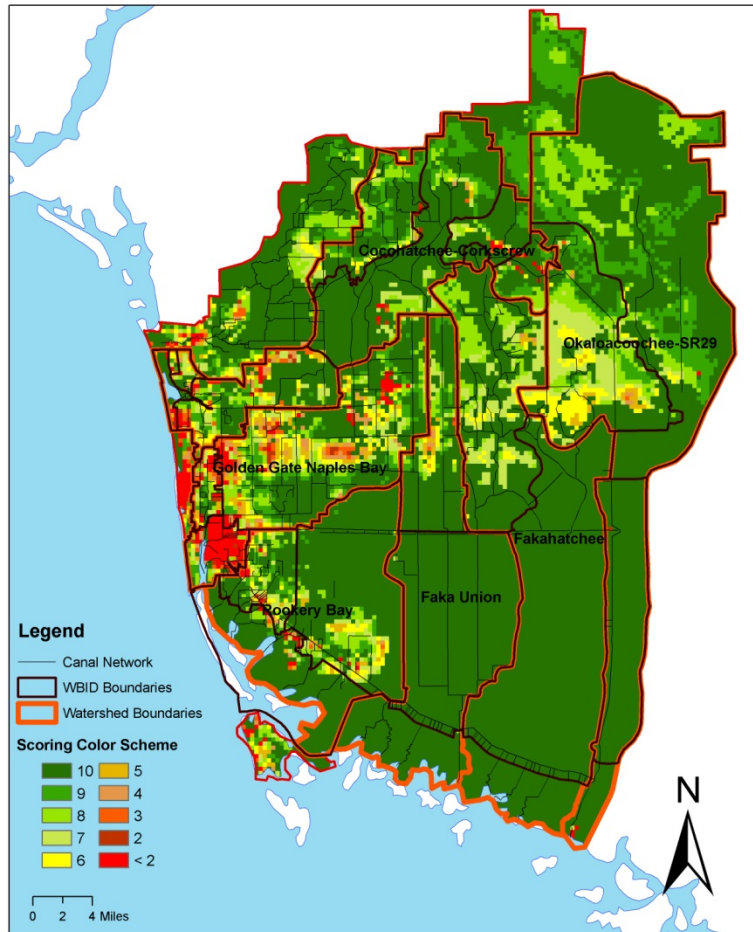 Cocohatchee-Corkscrew
Okaloacoochee-SR29
Golden Gate Naples Bay
Fakahatchee
Faka Union
Rookery Bay
Legend
Canal Network
WBID Boundaries
Watershed Boundaries
Scoring Color Scheme
10 5
9 4
8 3
7 2
6 < 2
0 2 4 Miles
N